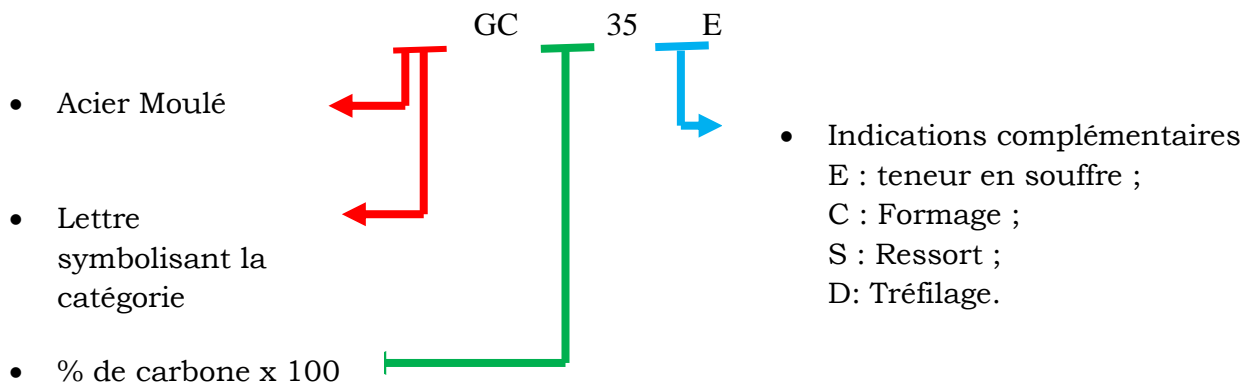 GC 35 E
• Acier Moulé
• Lettre
symbolisant la
catégorie
• % de carbone x 100
• Indications complémentaires
E : teneur en souffre ;
C : Formage ;
S : Ressort ;
D: Tréfilage.